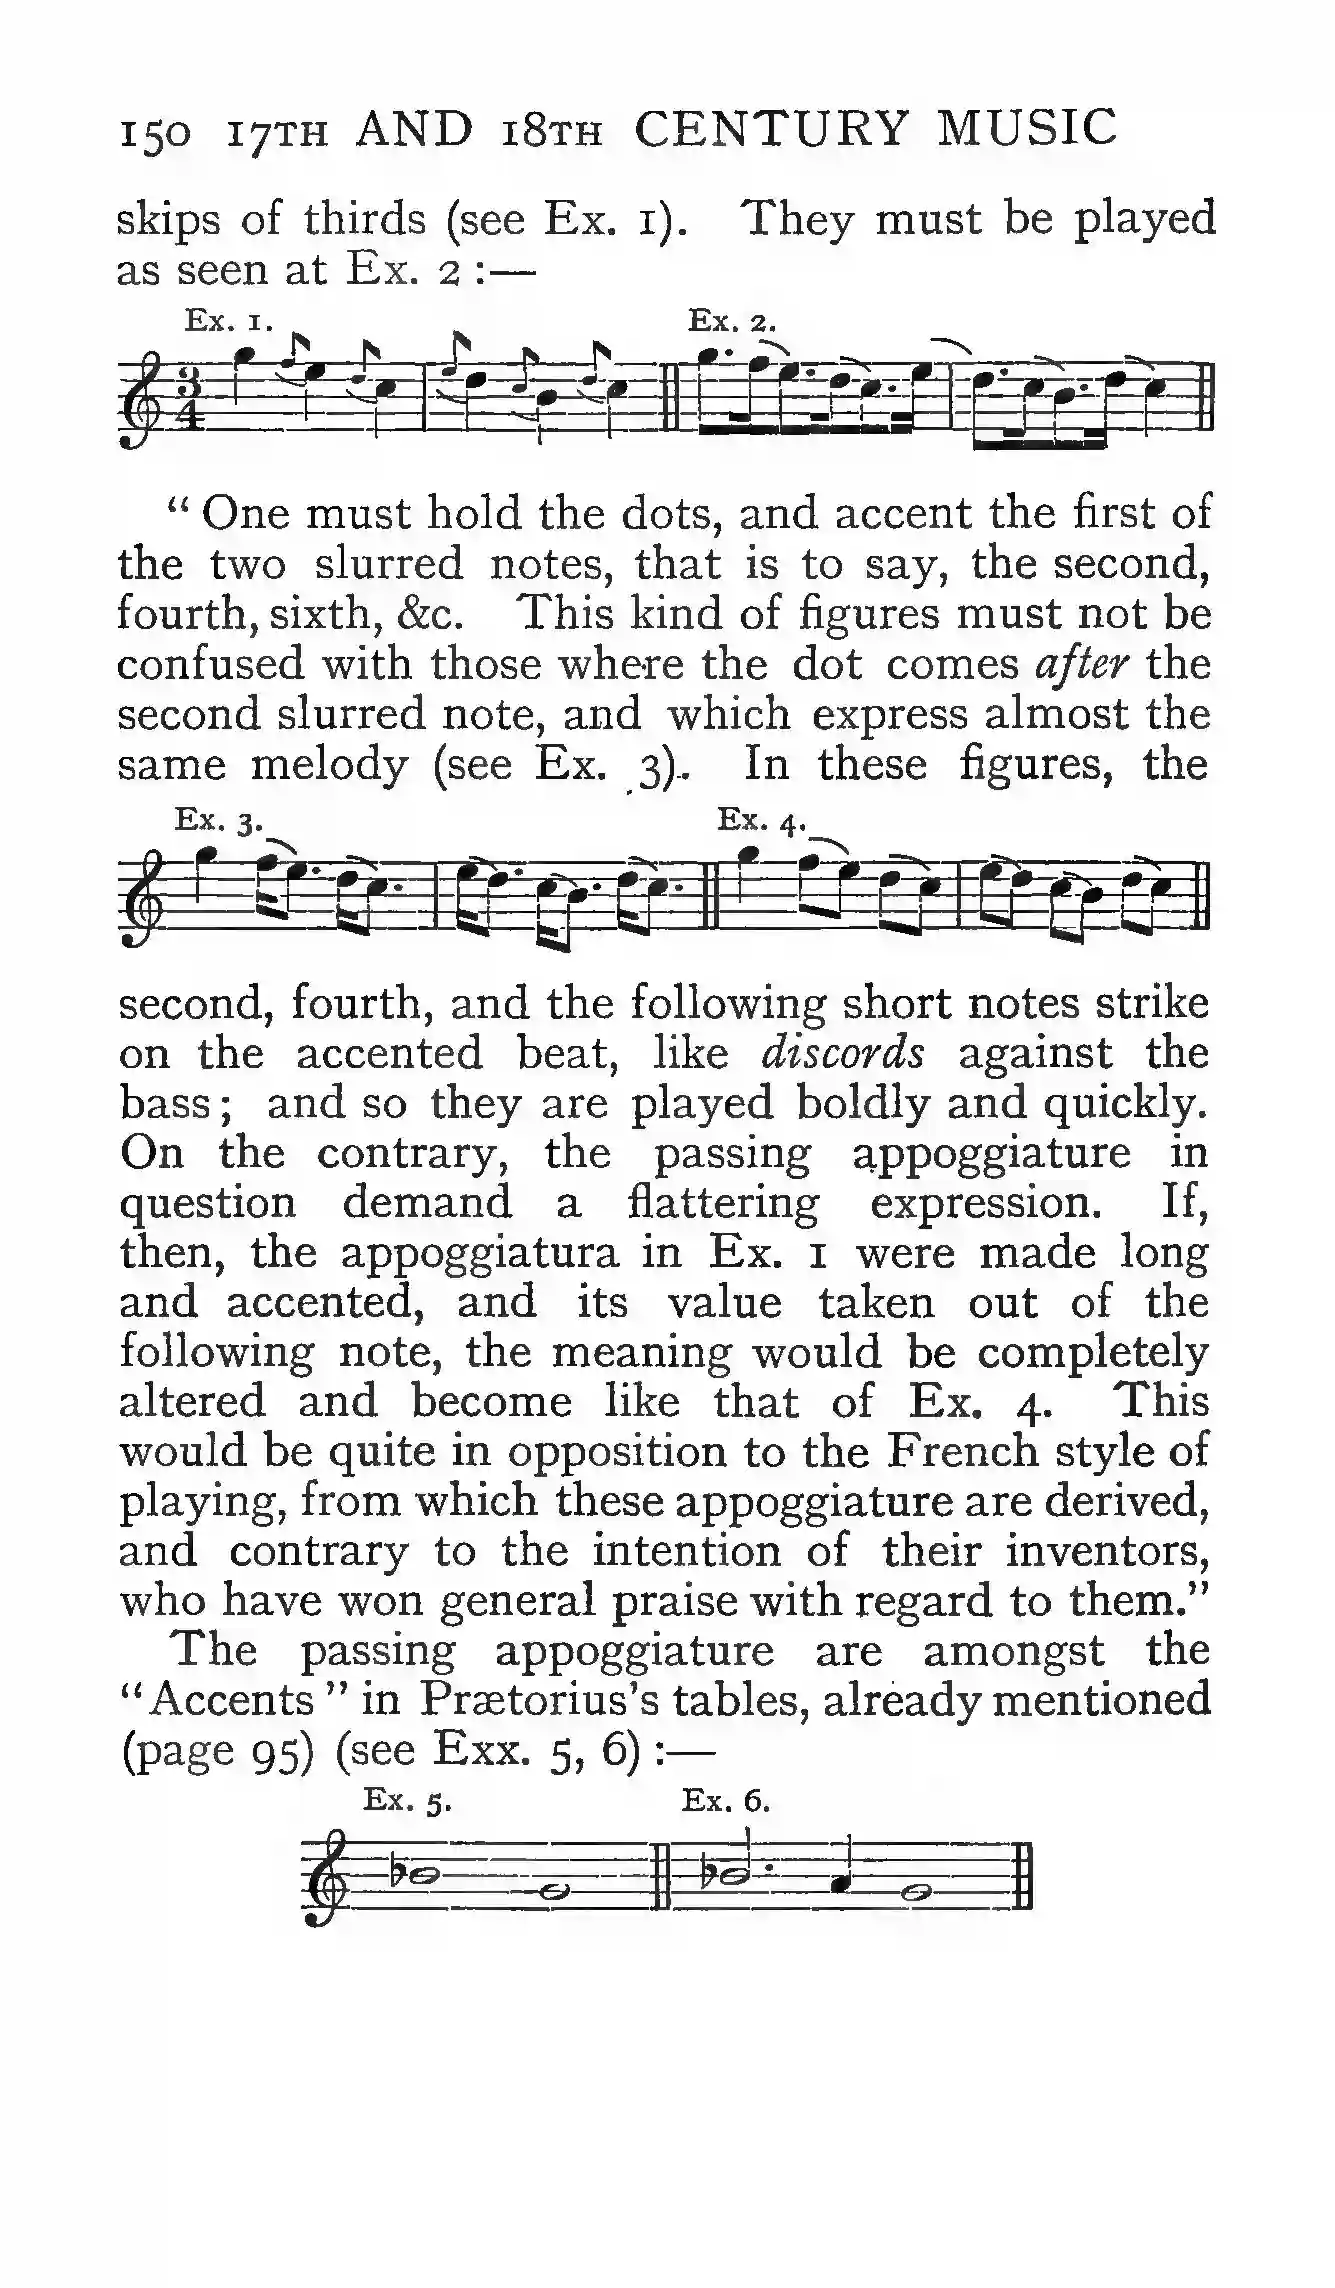 150 17TH AND 18TH CENTURY MUSIC
skips of thirds (see Ex. 1). They must be played
as seen at Ex. 2 :—
Ex. 1. Ex. 2.
3
4
“ One must hold the dots, and accent the first of
the two slurred notes, that is to say, the second,
fourth, sixth, &c. This kind of figures must not be
confused with those where the dot comes after the
second slurred note, and which express almost the
same melody (see Ex. 3). In these figures, the
Ex. 3. Ex. 4.
second, fourth, and the following short notes strike
on the accented beat, like discords against the
bass ; and so they are played boldly and quickly.
On the contrary, the passing appoggiature in
question demand a flattering expression. If,
then, the appoggiatura in Ex. 1 were made long
and accented, and its value taken out of the
following note, the meaning would be completely
altered and become like that of Ex. 4. This
would be quite in opposition to the French style of
playing, from which these appoggiature are derived,
and contrary to the intention of their inventors,
who have won general praise with regard to them.”
The passing appoggiature are amongst the
“ Accents ” in Prætorius’s tables, already mentioned
(page 95) (see Exx. 5, 6) :—
Ex. 5. Ex. 6.